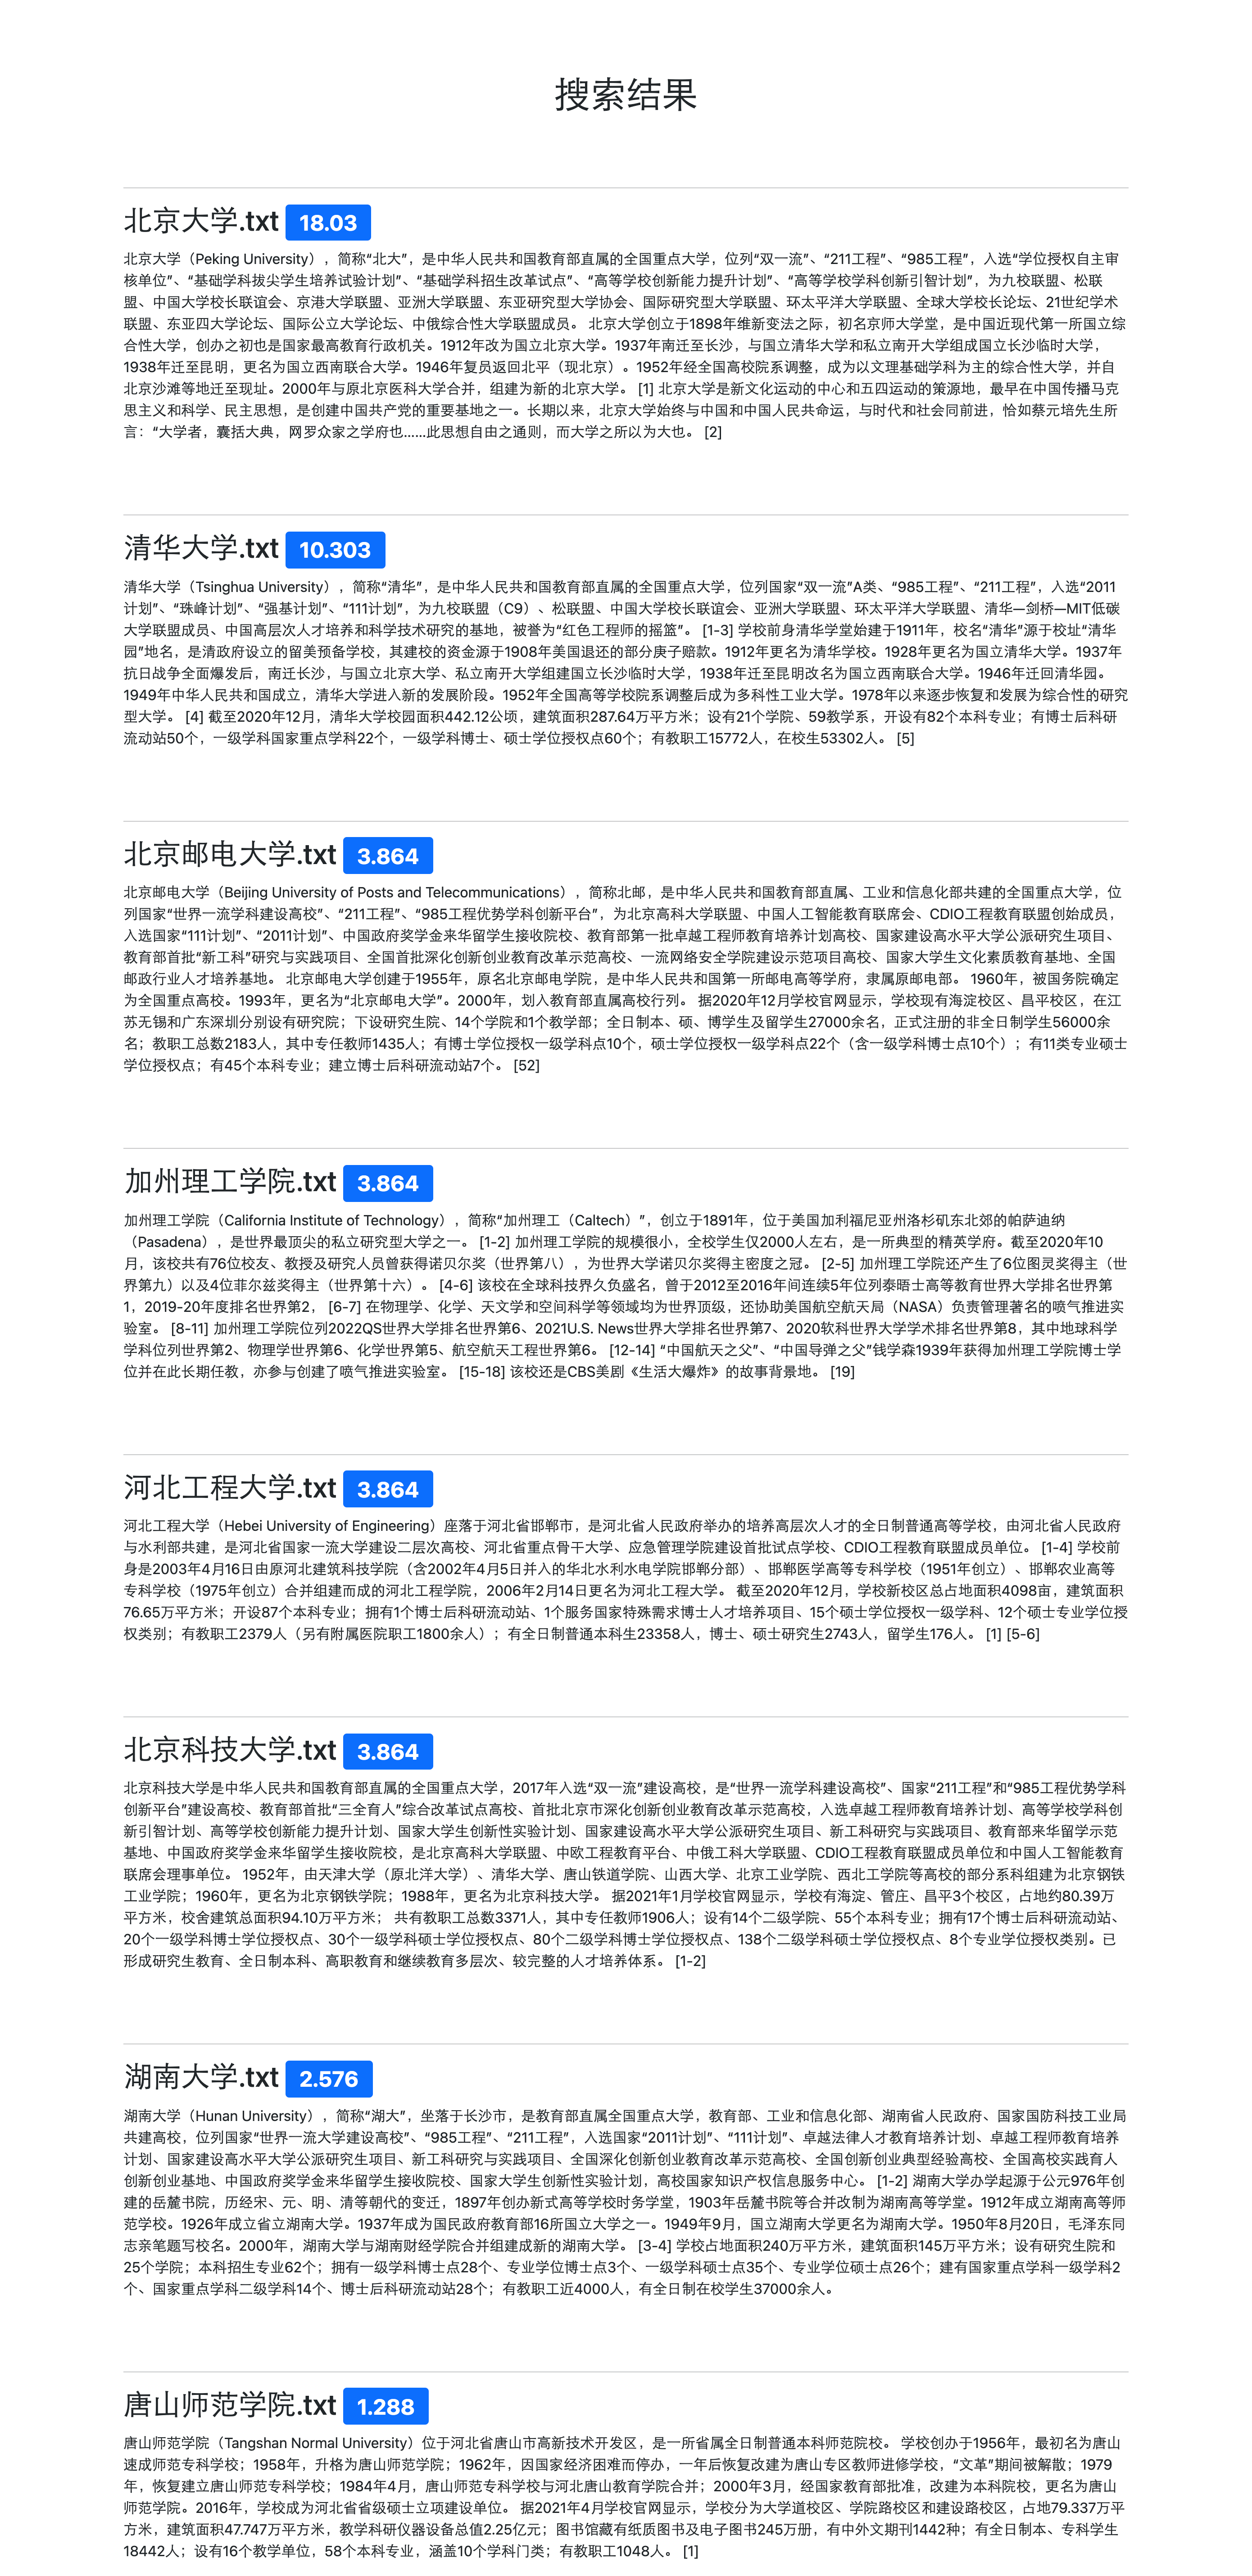 搜索结果
北京大学.txt 18.03
北京大学（Peking University），简称“北大”，是中华人民共和国教育部直属的全国重点大学，位列“双一流”、“211工程”、“985工程”，入选“学位授权自主审
核单位”、“基础学科拔尖学生培养试验计划”、“基础学科招生改革试点”、“高等学校创新能力提升计划”、“高等学校学科创新引智计划”，为九校联盟、松联
盟、中国大学校长联谊会、京港大学联盟、亚洲大学联盟、东亚研究型大学协会、国际研究型大学联盟、环太平洋大学联盟、全球大学校长论坛、21世纪学术
联盟、东亚四大学论坛、国际公立大学论坛、中俄综合性大学联盟成员。 北京大学创立于1898年维新变法之际，初名京师大学堂，是中国近现代第一所国立综
合性大学，创办之初也是国家最高教育行政机关。1912年改为国立北京大学。1937年南迁至长沙，与国立清华大学和私立南开大学组成国立长沙临时大学，
1938年迁至昆明，更名为国立西南联合大学。1946年复员返回北平（现北京）。1952年经全国高校院系调整，成为以文理基础学科为主的综合性大学，并自
北京沙滩等地迁至现址。2000年与原北京医科大学合并，组建为新的北京大学。 [1] 北京大学是新文化运动的中心和五四运动的策源地，最早在中国传播马克
思主义和科学、民主思想，是创建中国共产党的重要基地之一。长期以来，北京大学始终与中国和中国人民共命运，与时代和社会同前进，恰如蔡元培先生所
言：“大学者，囊括大典，网罗众家之学府也……此思想自由之通则，而大学之所以为大也。 [2]
清华大学.txt 10.303
清华大学（Tsinghua University），简称“清华”，是中华人民共和国教育部直属的全国重点大学，位列国家“双一流”A类、“985工程”、“211工程”，入选“2011
计划”、“珠峰计划”、“强基计划”、“111计划”，为九校联盟（C9）、松联盟、中国大学校长联谊会、亚洲大学联盟、环太平洋大学联盟、清华—剑桥—MIT低碳
大学联盟成员、中国高层次人才培养和科学技术研究的基地，被誉为“红色工程师的摇篮”。 [1-3] 学校前身清华学堂始建于1911年，校名“清华”源于校址“清华
园”地名，是清政府设立的留美预备学校，其建校的资金源于1908年美国退还的部分庚子赔款。1912年更名为清华学校。1928年更名为国立清华大学。1937年
抗日战争全面爆发后，南迁长沙，与国立北京大学、私立南开大学组建国立长沙临时大学，1938年迁至昆明改名为国立西南联合大学。1946年迁回清华园。
1949年中华人民共和国成立，清华大学进入新的发展阶段。1952年全国高等学校院系调整后成为多科性工业大学。1978年以来逐步恢复和发展为综合性的研究
型大学。 [4] 截至2020年12月，清华大学校园面积442.12公顷，建筑面积287.64万平方米；设有21个学院、59教学系，开设有82个本科专业；有博士后科研
流动站50个，一级学科国家重点学科22个，一级学科博士、硕士学位授权点60个；有教职工15772人，在校生53302人。 [5]
北京邮电大学.txt 3.864
北京邮电大学（Beijing University of Posts and Telecommunications），简称北邮，是中华人民共和国教育部直属、工业和信息化部共建的全国重点大学，位
列国家“世界一流学科建设高校”、“211工程”、“985工程优势学科创新平台”，为北京高科大学联盟、中国人工智能教育联席会、CDIO工程教育联盟创始成员，
入选国家“111计划”、“2011计划”、中国政府奖学金来华留学生接收院校、教育部第一批卓越工程师教育培养计划高校、国家建设高水平大学公派研究生项目、
教育部首批“新工科”研究与实践项目、全国首批深化创新创业教育改革示范高校、一流网络安全学院建设示范项目高校、国家大学生文化素质教育基地、全国
邮政行业人才培养基地。 北京邮电大学创建于1955年，原名北京邮电学院，是中华人民共和国第一所邮电高等学府，隶属原邮电部。 1960年，被国务院确定
为全国重点高校。1993年，更名为“北京邮电大学”。2000年，划入教育部直属高校行列。 据2020年12月学校官网显示，学校现有海淀校区、昌平校区，在江
苏无锡和广东深圳分别设有研究院；下设研究生院、14个学院和1个教学部；全日制本、硕、博学生及留学生27000余名，正式注册的非全日制学生56000余
名；教职工总数2183人，其中专任教师1435人；有博士学位授权一级学科点10个，硕士学位授权一级学科点22个（含一级学科博士点10个）；有11类专业硕士
学位授权点；有45个本科专业；建立博士后科研流动站7个。 [52]
加州理工学院.txt 3.864
加州理工学院（California Institute of Technology），简称“加州理工（Caltech）”，创立于1891年，位于美国加利福尼亚州洛杉矶东北郊的帕萨迪纳
（Pasadena），是世界最顶尖的私立研究型大学之一。 [1-2] 加州理工学院的规模很小，全校学生仅2000人左右，是一所典型的精英学府。截至2020年10
月，该校共有76位校友、教授及研究人员曾获得诺贝尔奖（世界第八），为世界大学诺贝尔奖得主密度之冠。 [2-5] 加州理工学院还产生了6位图灵奖得主（世
界第九）以及4位菲尔兹奖得主（世界第十六）。 [4-6] 该校在全球科技界久负盛名，曾于2012至2016年间连续5年位列泰晤士高等教育世界大学排名世界第
1，2019-20年度排名世界第2， [6-7] 在物理学、化学、天文学和空间科学等领域均为世界顶级，还协助美国航空航天局（NASA）负责管理著名的喷气推进实
验室。 [8-11] 加州理工学院位列2022QS世界大学排名世界第6、2021U.S. News世界大学排名世界第7、2020软科世界大学学术排名世界第8，其中地球科学
学科位列世界第2、物理学世界第6、化学世界第5、航空航天工程世界第6。 [12-14] “中国航天之父”、“中国导弹之父”钱学森1939年获得加州理工学院博士学
位并在此长期任教，亦参与创建了喷气推进实验室。 [15-18] 该校还是CBS美剧《生活大爆炸》的故事背景地。 [19]
河北工程大学.txt 3.864
河北工程大学（Hebei University of Engineering）座落于河北省邯郸市，是河北省人民政府举办的培养高层次人才的全日制普通高等学校，由河北省人民政府
与水利部共建，是河北省国家一流大学建设二层次高校、河北省重点骨干大学、应急管理学院建设首批试点学校、CDIO工程教育联盟成员单位。 [1-4] 学校前
身是2003年4月16日由原河北建筑科技学院（含2002年4月5日并入的华北水利水电学院邯郸分部）、邯郸医学高等专科学校（1951年创立）、邯郸农业高等
专科学校（1975年创立）合并组建而成的河北工程学院，2006年2月14日更名为河北工程大学。 截至2020年12月，学校新校区总占地面积4098亩，建筑面积
76.65万平方米；开设87个本科专业；拥有1个博士后科研流动站、1个服务国家特殊需求博士人才培养项目、15个硕士学位授权一级学科、12个硕士专业学位授
权类别；有教职工2379人（另有附属医院职工1800余人）；有全日制普通本科生23358人，博士、硕士研究生2743人，留学生176人。 [1] [5-6]
北京科技大学.txt 3.864
北京科技大学是中华人民共和国教育部直属的全国重点大学，2017年入选“双一流”建设高校，是“世界一流学科建设高校”、国家“211工程”和“985工程优势学科
创新平台”建设高校、教育部首批“三全育人”综合改革试点高校、首批北京市深化创新创业教育改革示范高校，入选卓越工程师教育培养计划、高等学校学科创
新引智计划、高等学校创新能力提升计划、国家大学生创新性实验计划、国家建设高水平大学公派研究生项目、新工科研究与实践项目、教育部来华留学示范
基地、中国政府奖学金来华留学生接收院校，是北京高科大学联盟、中欧工程教育平台、中俄工科大学联盟、CDIO工程教育联盟成员单位和中国人工智能教育
联席会理事单位。 1952年，由天津大学（原北洋大学）、清华大学、唐山铁道学院、山西大学、北京工业学院、西北工学院等高校的部分系科组建为北京钢铁
工业学院；1960年，更名为北京钢铁学院；1988年，更名为北京科技大学。 据2021年1月学校官网显示，学校有海淀、管庄、昌平3个校区，占地约80.39万
平方米，校舍建筑总面积94.10万平方米； 共有教职工总数3371人，其中专任教师1906人；设有14个二级学院、55个本科专业；拥有17个博士后科研流动站、
20个一级学科博士学位授权点、30个一级学科硕士学位授权点、80个二级学科博士学位授权点、138个二级学科硕士学位授权点、8个专业学位授权类别。已
形成研究生教育、全日制本科、高职教育和继续教育多层次、较完整的人才培养体系。 [1-2]
湖南大学.txt 2.576
湖南大学（Hunan University），简称“湖大”，坐落于长沙市，是教育部直属全国重点大学，教育部、工业和信息化部、湖南省人民政府、国家国防科技工业局
共建高校，位列国家“世界一流大学建设高校”、“985工程”、“211工程”，入选国家“2011计划”、“111计划”、卓越法律人才教育培养计划、卓越工程师教育培养
计划、国家建设高水平大学公派研究生项目、新工科研究与实践项目、全国深化创新创业教育改革示范高校、全国创新创业典型经验高校、全国高校实践育人
创新创业基地、中国政府奖学金来华留学生接收院校、国家大学生创新性实验计划，高校国家知识产权信息服务中心。 [1-2] 湖南大学办学起源于公元976年创
建的岳麓书院，历经宋、元、明、清等朝代的变迁，1897年创办新式高等学校时务学堂，1903年岳麓书院等合并改制为湖南高等学堂。1912年成立湖南高等师
范学校。1926年成立省立湖南大学。1937年成为国民政府教育部16所国立大学之一。1949年9月，国立湖南大学更名为湖南大学。1950年8月20日，毛泽东同
志亲笔题写校名。2000年，湖南大学与湖南财经学院合并组建成新的湖南大学。 [3-4] 学校占地面积240万平方米，建筑面积145万平方米；设有研究生院和
25个学院；本科招生专业62个；拥有一级学科博士点28个、专业学位博士点3个、一级学科硕士点35个、专业学位硕士点26个；建有国家重点学科一级学科2
个、国家重点学科二级学科14个、博士后科研流动站28个；有教职工近4000人，有全日制在校学生37000余人。
唐山师范学院.txt 1.288
唐山师范学院（Tangshan Normal University）位于河北省唐山市高新技术开发区，是一所省属全日制普通本科师范院校。 学校创办于1956年，最初名为唐山
速成师范专科学校；1958年，升格为唐山师范学院；1962年，因国家经济困难而停办，一年后恢复改建为唐山专区教师进修学校，“文革”期间被解散；1979
年，恢复建立唐山师范专科学校；1984年4月，唐山师范专科学校与河北唐山教育学院合并；2000年3月，经国家教育部批准，改建为本科院校，更名为唐山
师范学院。2016年，学校成为河北省省级硕士立项建设单位。 据2021年4月学校官网显示，学校分为大学道校区、学院路校区和建设路校区，占地79.337万平
方米，建筑面积47.747万平方米，教学科研仪器设备总值2.25亿元；图书馆藏有纸质图书及电子图书245万册，有中外文期刊1442种；有全日制本、专科学生
18442人；设有16个教学单位，58个本科专业，涵盖10个学科门类；有教职工1048人。 [1]